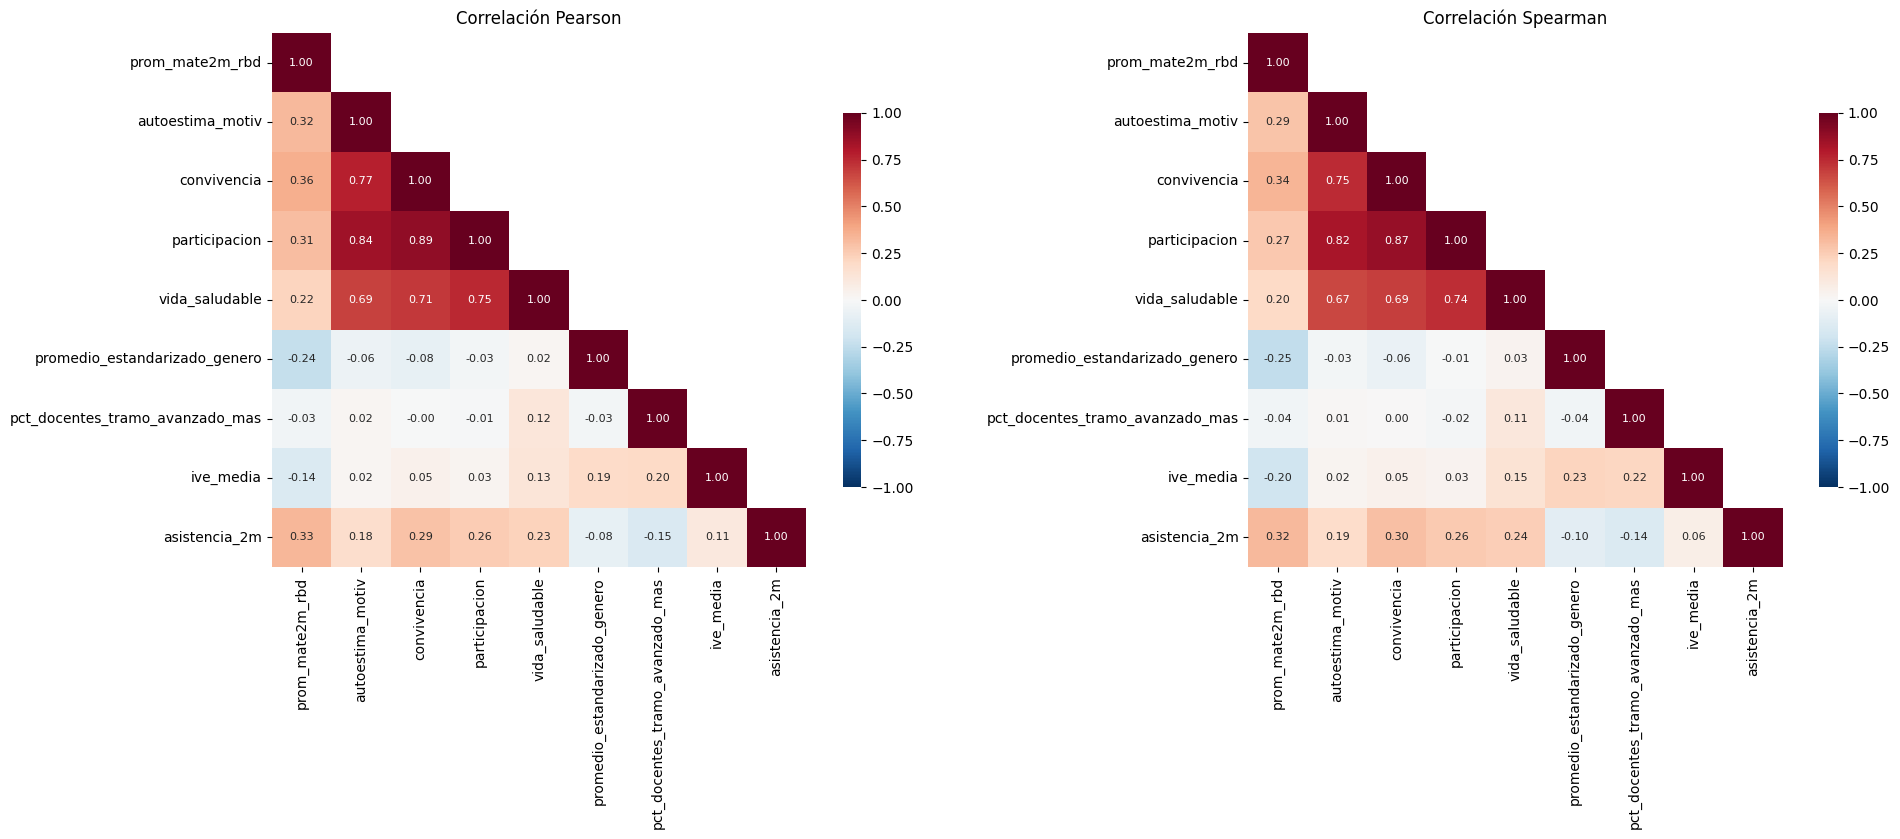 Correlación Pearson
prom_mate2m_rbd 1.00
autoestima_motiv 0.32 1.00
convivencia 0.36 0.77 1.00
participacion 0.31 0.84 0.89 1.00
vida_saludable 0.22 0.69 0.71 0.75 1.00
promedio_estandarizado_genero -0.24 -0.06 -0.08 -0.03 0.02 1.00
pct_docentes_tramo_avanzado_mas -0.03 0.02 -0.00 -0.01 0.12 -0.03 1.00
ive_media -0.14 0.02 0.05 0.03 0.13 0.19 0.20 1.00
asistencia_2m 0.33 0.18 0.29 0.26 0.23 -0.08 -0.15 0.11 1.00
prom_mate2m_rbd
autoestima_motiv
convivencia
participacion
vida_saludable
promedio_estandarizado_genero
pct_docentes_tramo_avanzado_mas
ive_media
asistencia_2m
1.00
0.75
0.50
0.25
0.00
−0.25
−0.50
−0.75
−1.00
Correlación Spearman
prom_mate2m_rbd 1.00
autoestima_motiv 0.29 1.00
convivencia 0.34 0.75 1.00
participacion 0.27 0.82 0.87 1.00
vida_saludable 0.20 0.67 0.69 0.74 1.00
promedio_estandarizado_genero -0.25 -0.03 -0.06 -0.01 0.03 1.00
pct_docentes_tramo_avanzado_mas -0.04 0.01 0.00 -0.02 0.11 -0.04 1.00
ive_media -0.20 0.02 0.05 0.03 0.15 0.23 0.22 1.00
asistencia_2m 0.32 0.19 0.30 0.26 0.24 -0.10 -0.14 0.06 1.00
prom_mate2m_rbd
autoestima_motiv
convivencia
participacion
vida_saludable
promedio_estandarizado_genero
pct_docentes_tramo_avanzado_mas
ive_media
asistencia_2m
1.00
0.75
0.50
0.25
0.00
−0.25
−0.50
−0.75
−1.00